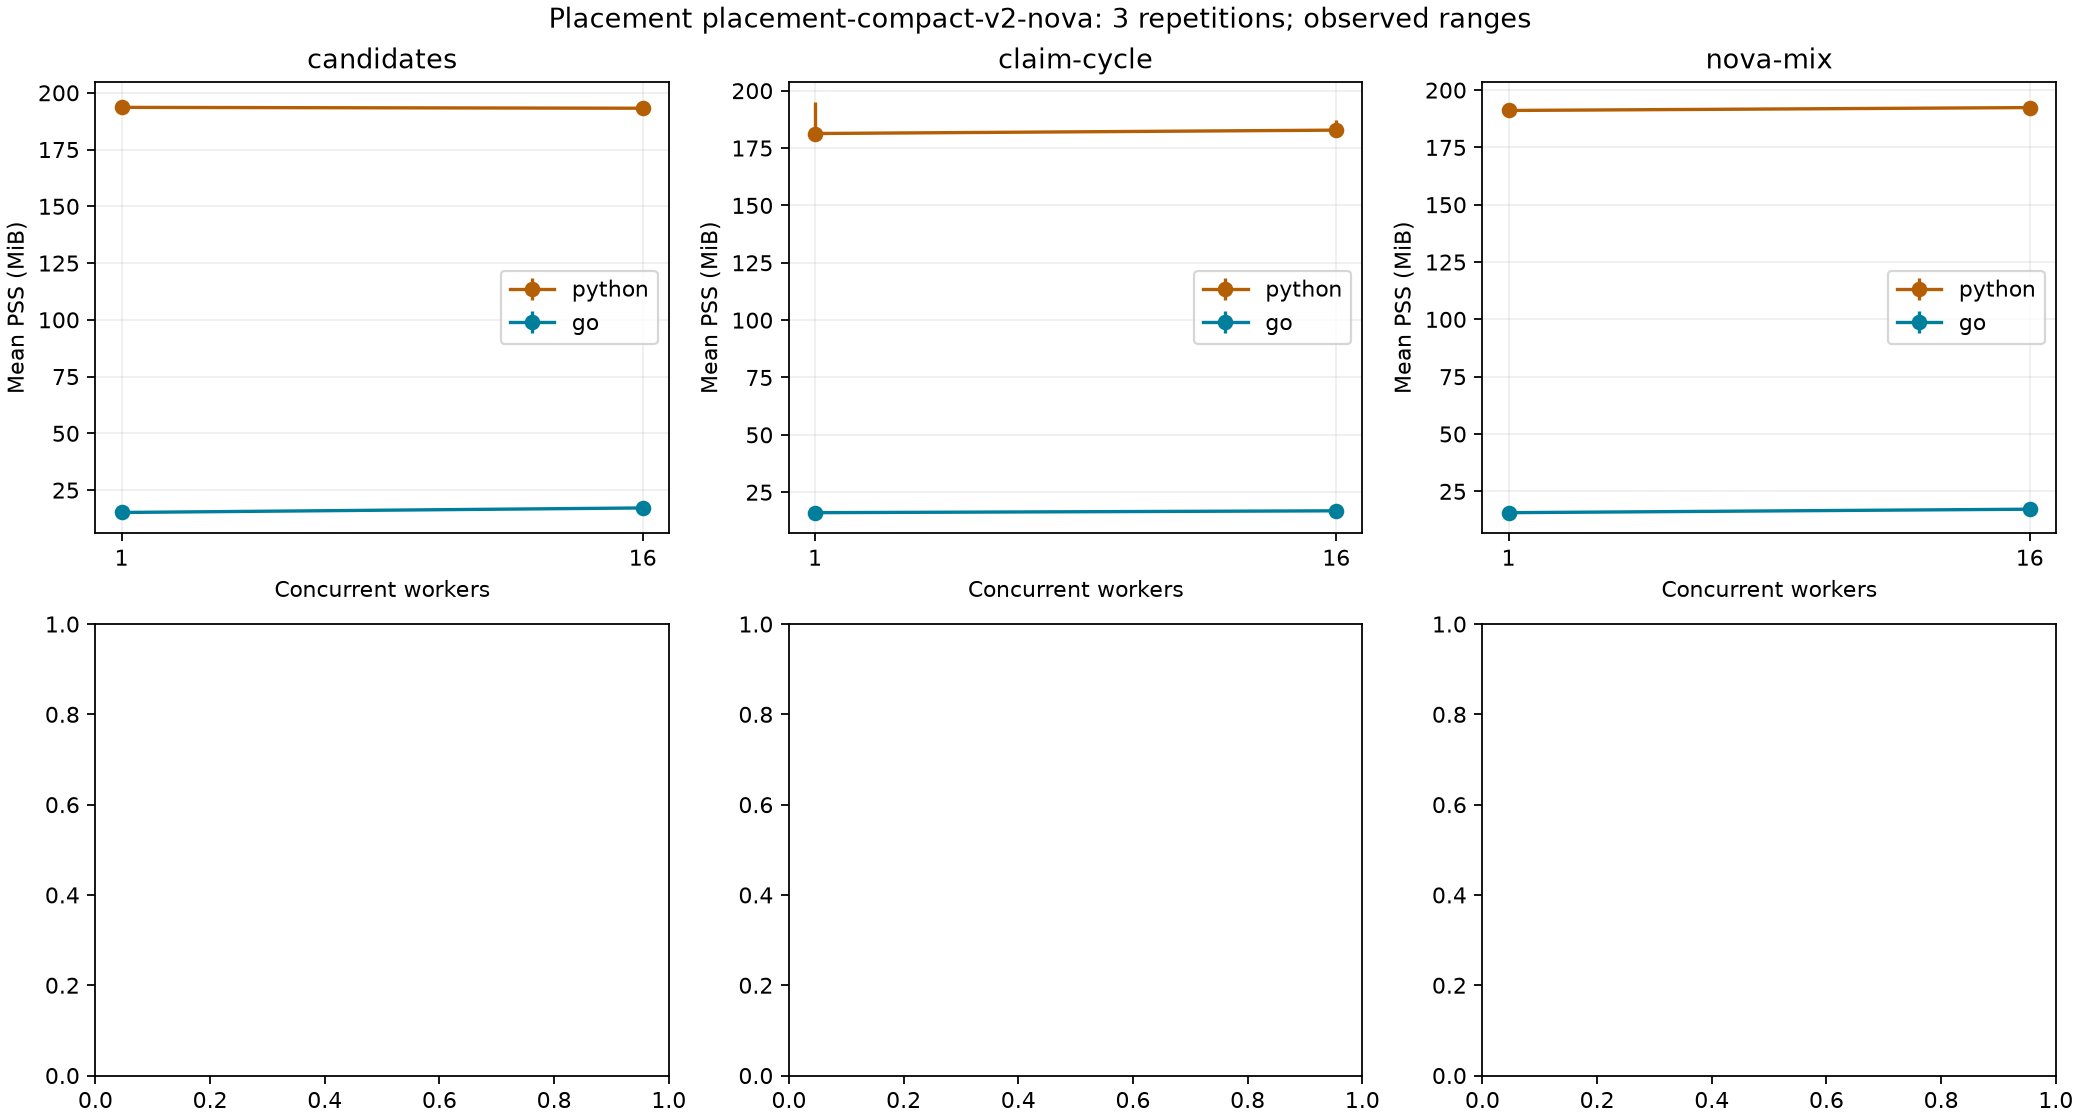 Placement placement-compact-v2-nova: 3 repetitions; observed ranges
candidates
200
175
150
125
100
75
50
25
Mean PSS (MiB)
python
go
1
16
Concurrent workers
claim-cycle
200
175
150
125
100
75
50
25
Mean PSS (MiB)
python
go
1
16
Concurrent workers
nova-mix
200
175
150
125
100
75
50
25
Mean PSS (MiB)
python
go
1
16
Concurrent workers
1.0
0.8
0.6
0.4
0.2
0.0
0.0 0.2 0.4 0.6 0.8 1.0
1.0
0.8
0.6
0.4
0.2
0.0
0.0 0.2 0.4 0.6 0.8 1.0
1.0
0.8
0.6
0.4
0.2
0.0
0.0 0.2 0.4 0.6 0.8 1.0